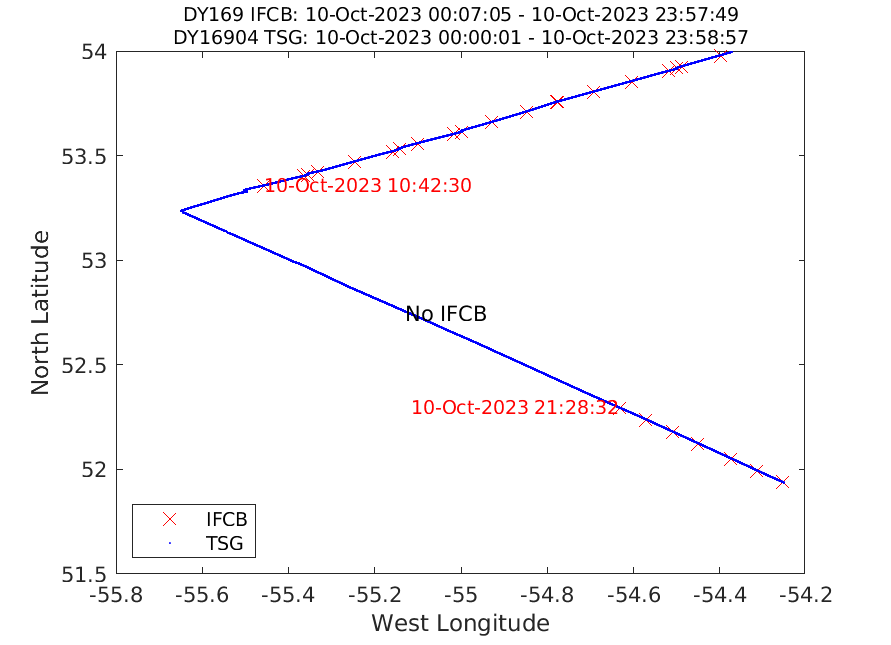 DY169 IFCB: 10-Oct-2023 00:07:05 - 10-Oct-2023 23:57:49
DY16904 TSG: 10-Oct-2023 00:00:01 - 10-Oct-2023 23:58:57
54
53.5
10-Oct-2023 10:42:30
53
No IFCB
52.5
10-Oct-2023 21:28:32
52
51.5
North Latitude
IFCB
TSG
-55.8 -55.6 -55.4 -55.2 -55 -54.8 -54.6 -54.4 -54.2
West Longitude